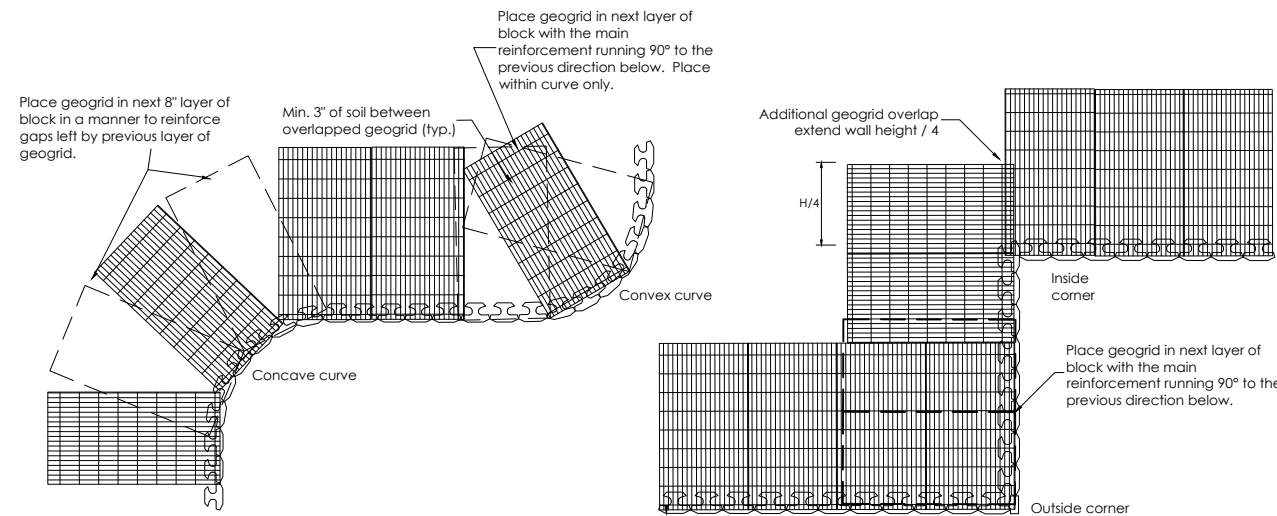 Place geogrid in next layer of
block with the main
reinforcement running 90° to the
previous direction below.  Place
within curve only.
Place geogrid in next 8" layer of
block in a manner to reinforce
gaps left by previous layer of
geogrid.
Min. 3" of soil between
overlapped geogrid (typ.)
Convex curve
Concave curve
Additional geogrid overlap
extend wall height / 4
H/4
Inside
corner
Place geogrid in next layer of
block with the main
reinforcement running 90° to the
previous direction below.
Outside corner